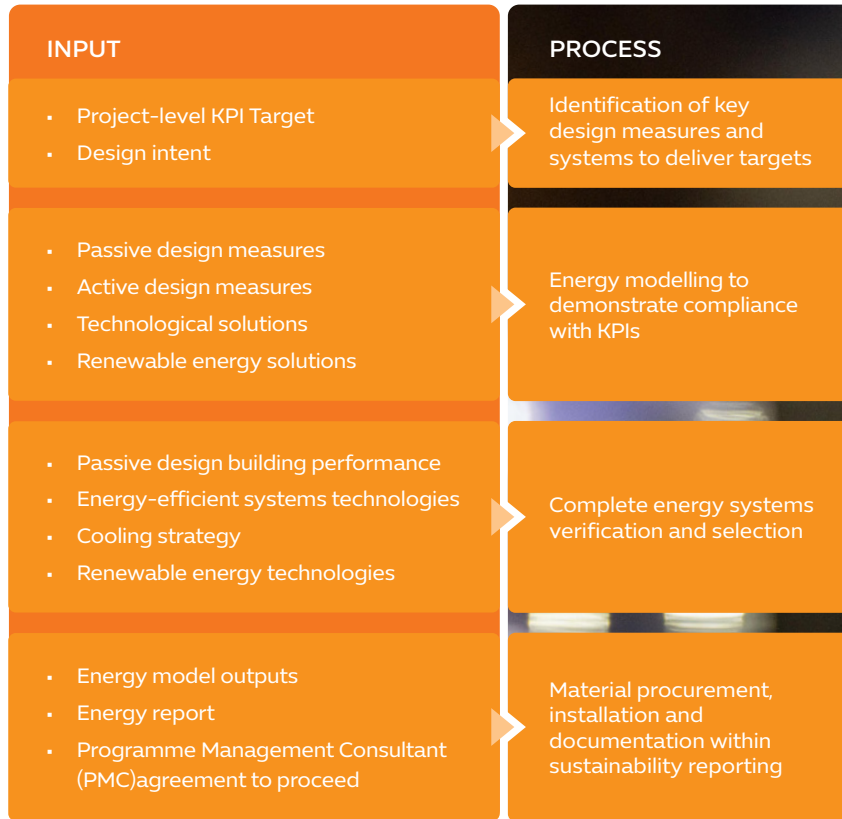 INPUT
▪ Project-level KPI Target
▪ Design intent
▪ Passive design measures
▪ Active design measures
▪ Technological solutions
▪ Renewable energy solutions
▪ Passive design building performance
▪ Energy-efficient systems technologies
▪ Cooling strategy
▪ Renewable energy technologies
▪ Energy model outputs
▪ Energy report
▪ Programme Management Consultant
(PMC)agreement to proceed
PROCESS
Identification of key
design measures and
systems to deliver targets
Energy modelling to
demonstrate compliance
with KPIs
Complete energy systems
verification and selection
Material procurement,
installation and
documentation within
sustainability reporting